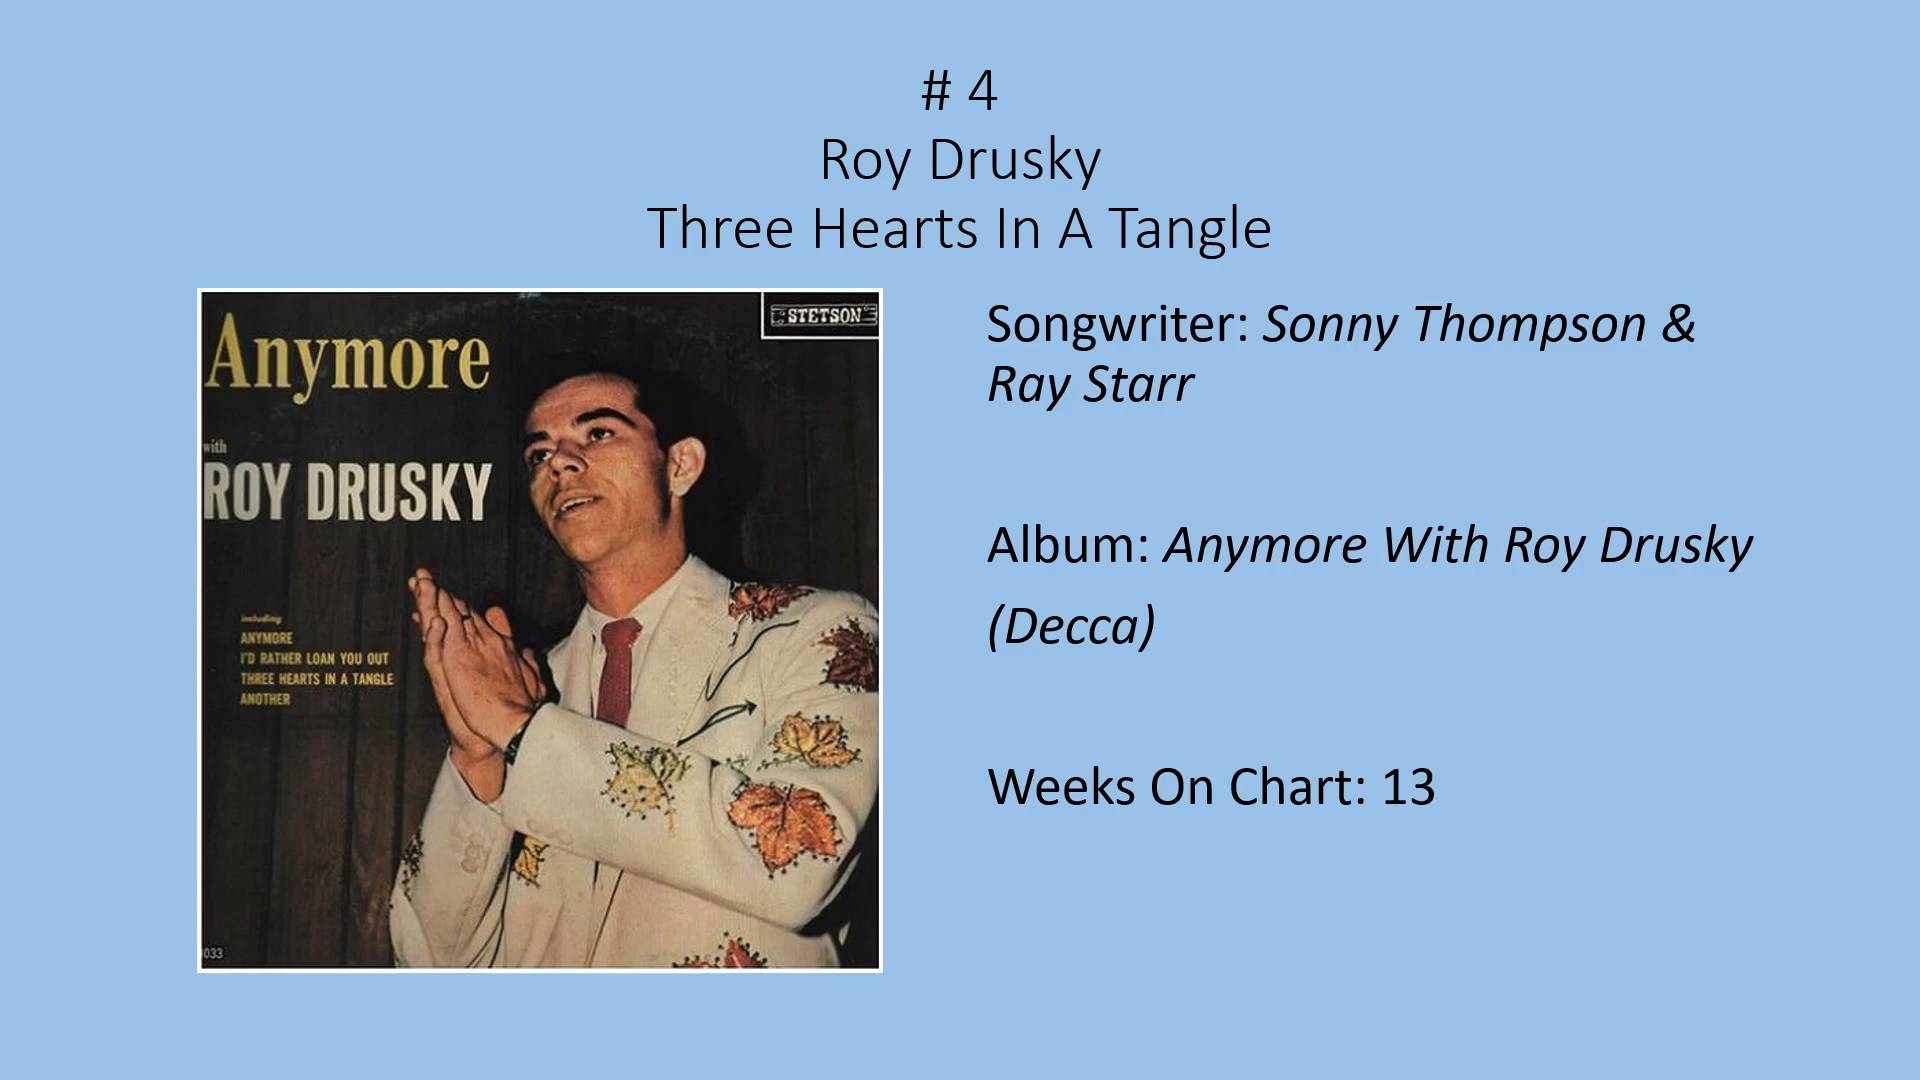 # 4
Roy Drusky
Three Hearts In A Tangle
STETSON
Anymore
with
ROY DRUSKY
including
ANYMORE
I'D RATHER LOAN YOU OUT
THREE HEARTS IN A TANGLE
ANOTHER
033
Songwriter: Sonny Thompson &
Ray Starr
Album: Anymore With Roy Drusky
(Decca)
Weeks On Chart: 13